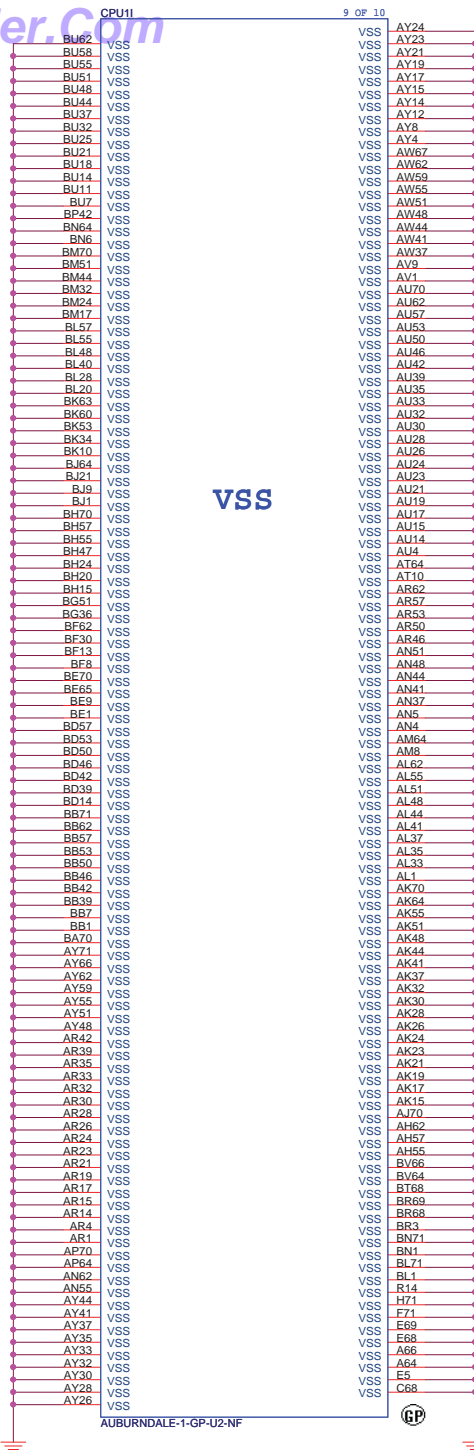 ler.Com
CPU1I 9 OF 10
VSS AY24
BU62 VSS VSS AY23
BU58 VSS VSS AY21
BU55 VSS VSS AY19
BU51 VSS VSS AY17
BU48 VSS VSS AY15
BU44 VSS VSS AY14
BU37 VSS VSS AY12
BU32 VSS VSS AY8
BU25 VSS VSS AY4
BU21 VSS VSS AW67
BU18 VSS VSS AW62
BU14 VSS VSS AW59
BU11 VSS VSS AW55
BU7 VSS VSS AW51
BP42 VSS VSS AW48
BN64 VSS VSS AW44
BN6 VSS VSS AW41
BM70 VSS VSS AW37
BM51 VSS VSS AV9
BM44 VSS VSS AV1
BM32 VSS VSS AU70
BM24 VSS VSS AU62
BM17 VSS VSS AU57
BL57 VSS VSS AU53
BL55 VSS VSS AU50
BL48 VSS VSS AU46
BL40 VSS VSS AU42
BL28 VSS VSS AU39
BL20 VSS VSS AU35
BK63 VSS VSS AU33
BK60 VSS VSS AU32
BK53 VSS VSS AU30
BK34 VSS VSS AU28
BK10 VSS VSS AU26
BJ64 VSS VSS AU24
BJ21 VSS VSS AU23
BJ9 VSS VSS AU21
BJ1 VSS VSS AU19
VSS
BH70 VSS VSS AU17
BH57 VSS VSS AU15
BH55 VSS VSS AU14
BH47 VSS VSS AU4
BH24 VSS VSS AT64
BH20 VSS VSS AT10
BH15 VSS VSS AR62
BG51 VSS VSS AR57
BG36 VSS VSS AR53
BF62 VSS VSS AR50
BF30 VSS VSS AR46
BF13 VSS VSS AN51
BF8 VSS VSS AN48
BE70 VSS VSS AN44
BE65 VSS VSS AN41
BE9 VSS VSS AN37
BE1 VSS VSS AN5
BD57 VSS VSS AN4
BD53 VSS VSS AM64
BD50 VSS VSS AM8
BD46 VSS VSS AL62
BD42 VSS VSS AL55
BD39 VSS VSS AL51
BD14 VSS VSS AL48
BB71 VSS VSS AL44
BB62 VSS VSS AL41
BB57 VSS VSS AL37
BB53 VSS VSS AL35
BB50 VSS VSS AL33
BB46 VSS VSS AL1
BB42 VSS VSS AK70
BB39 VSS VSS AK64
BB7 VSS VSS AK55
BB1 VSS VSS AK51
BA70 VSS VSS AK48
AY71 VSS VSS AK44
AY66 VSS VSS AK41
AY62 VSS VSS AK37
AY59 VSS VSS AK32
AY55 VSS VSS AK30
AY51 VSS VSS AK28
AY48 VSS VSS AK26
AR42 VSS VSS AK24
AR39 VSS VSS AK23
AR35 VSS VSS AK21
AR33 VSS VSS AK19
AR32 VSS VSS AK17
AR30 VSS VSS AK15
AR28 VSS VSS AJ70
AR26 VSS VSS AH62
AR24 VSS VSS AH57
AR23 VSS VSS AH55
AR21 VSS VSS BV66
AR19 VSS VSS BV64
AR17 VSS VSS BT68
AR15 VSS VSS BR69
AR14 VSS VSS BR68
AR4 VSS VSS BR3
AR1 VSS VSS BN71
AP70 VSS VSS BN1
AP64 VSS VSS BL71
AN62 VSS VSS BL1
AN55 VSS VSS R14
AY44 VSS VSS H71
AY41 VSS VSS F71
AY37 VSS VSS E69
AY35 VSS VSS E68
AY33 VSS VSS A66
AY32 VSS VSS A64
AY30 VSS VSS E5
AY28 VSS VSS C68
AY26 VSS
AUBURNDALE-1-GP-U2-NF
GP